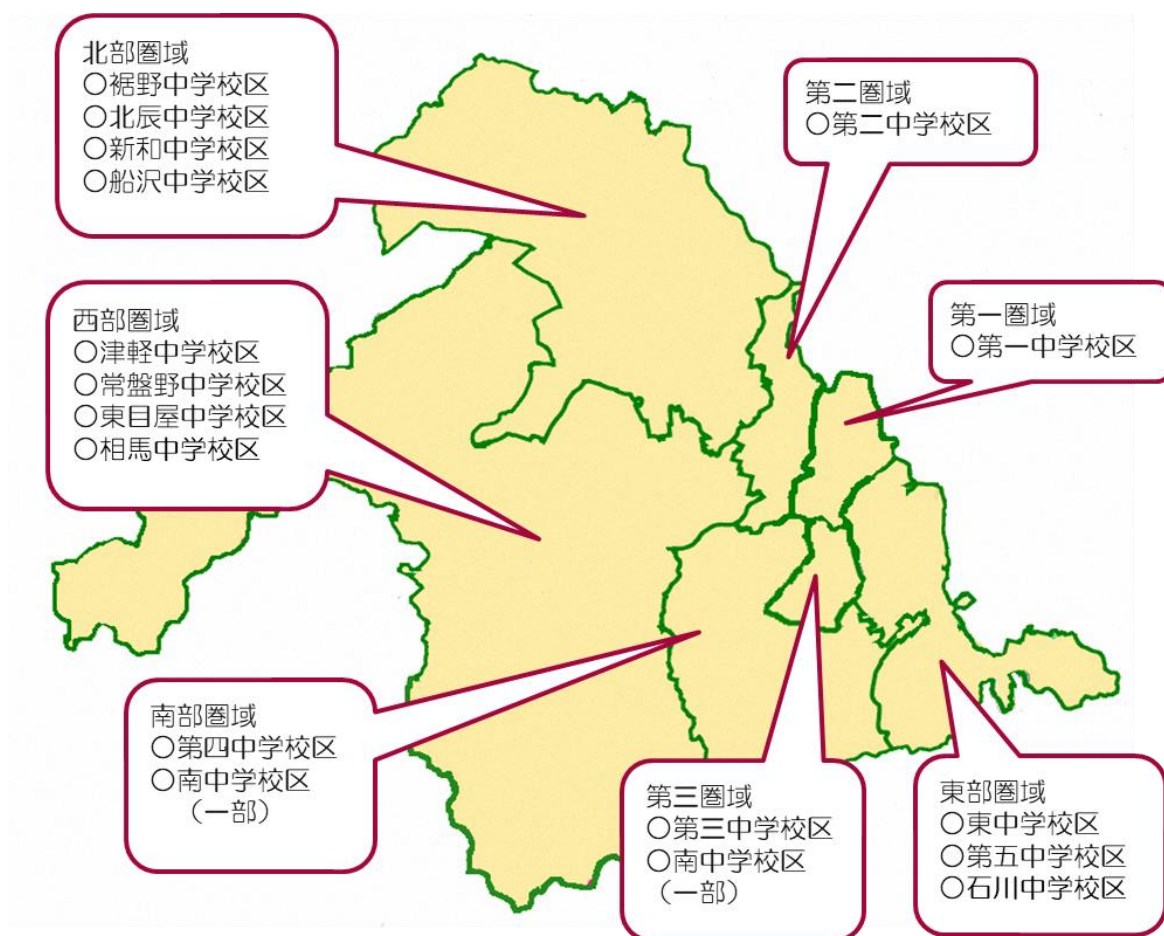 北部圏域
○裾野中学校区
○北辰中学校区
○新和中学校区
○船沢中学校区
第二圏域
○第二中学校区
第一圏域
○第一中学校区
西部圏域
○津軽中学校区
○常盤野中学校区
○東目屋中学校区
○相馬中学校区
南部圏域
○第四中学校区
○南中学校区
（一部）
第三圏域
○第三中学校区
○南中学校区
（一部）
東部圏域
○東中学校区
○第五中学校区
○石川中学校区